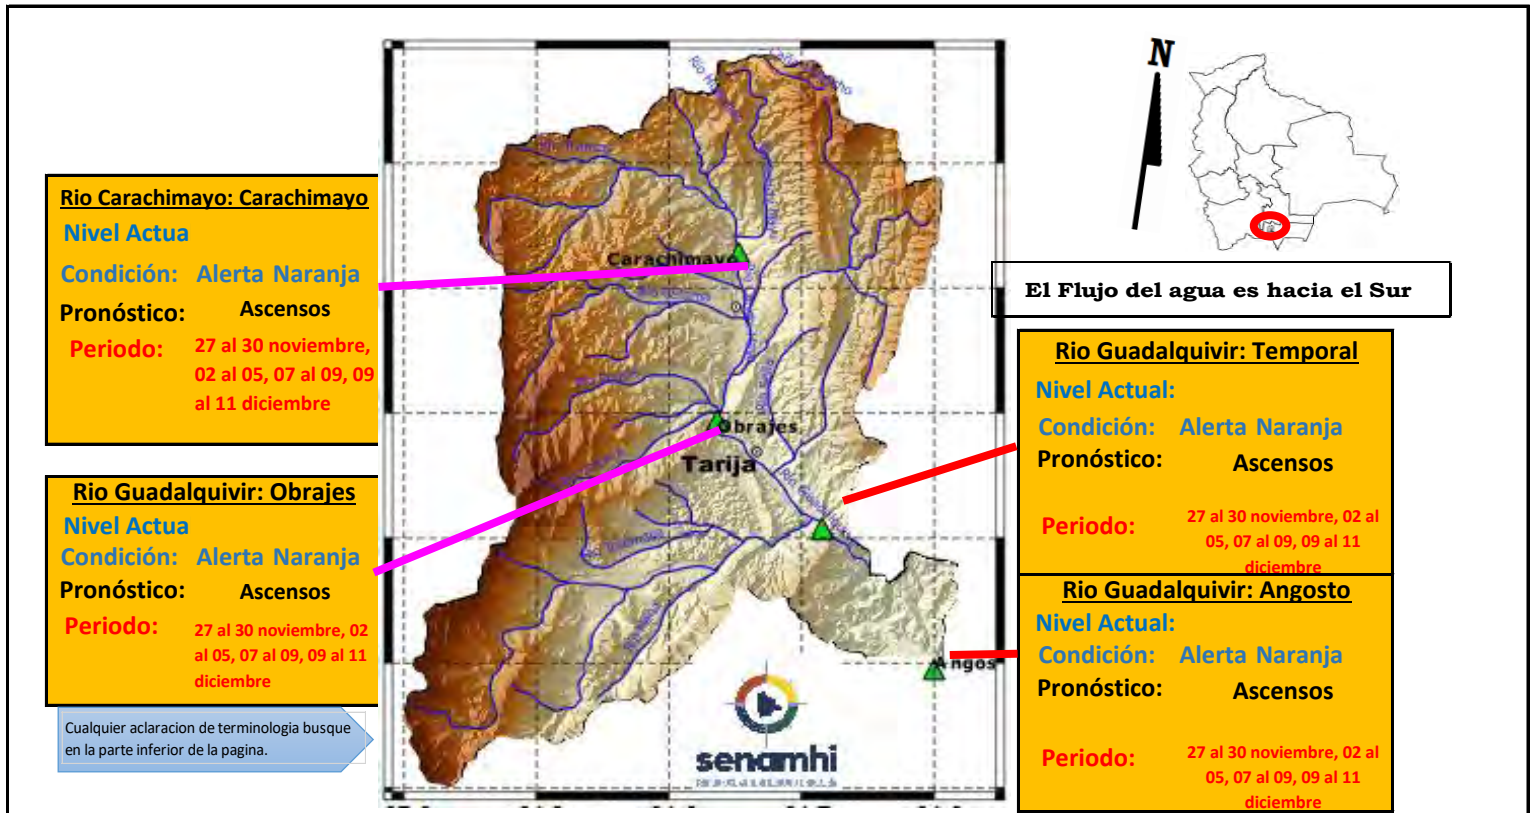 N
Rio Carachimayo: Carachimayo
Nivel Actua
Condición: Alerta Naranja
Pronóstico: Ascensos
Periodo: 27 al 30 noviembre,
02 al 05, 07 al 09, 09
al 11 diciembre
Rio Guadalquivir: Obrajes
Nivel Actua
Condición: Alerta Naranja
Pronóstico: Ascensos
Periodo: 27 al 30 noviembre, 02
al 05, 07 al 09, 09 al 11
diciembre
Cualquier aclaracion de terminologia busque
en la parte inferior de la pagina.
Carachimayo
Obrajes
Tarija
Angos
senamhi
El Flujo del agua es hacia el Sur
Rio Guadalquivir: Temporal
Nivel Actual:
Condición: Alerta Naranja
Pronóstico: Ascensos
Periodo: 27 al 30 noviembre, 02 al
05, 07 al 09, 09 al 11
diciembre
Rio Guadalquivir: Angosto
Nivel Actual:
Condición: Alerta Naranja
Pronóstico: Ascensos
Periodo: 27 al 30 noviembre, 02 al
05, 07 al 09, 09 al 11
diciembre